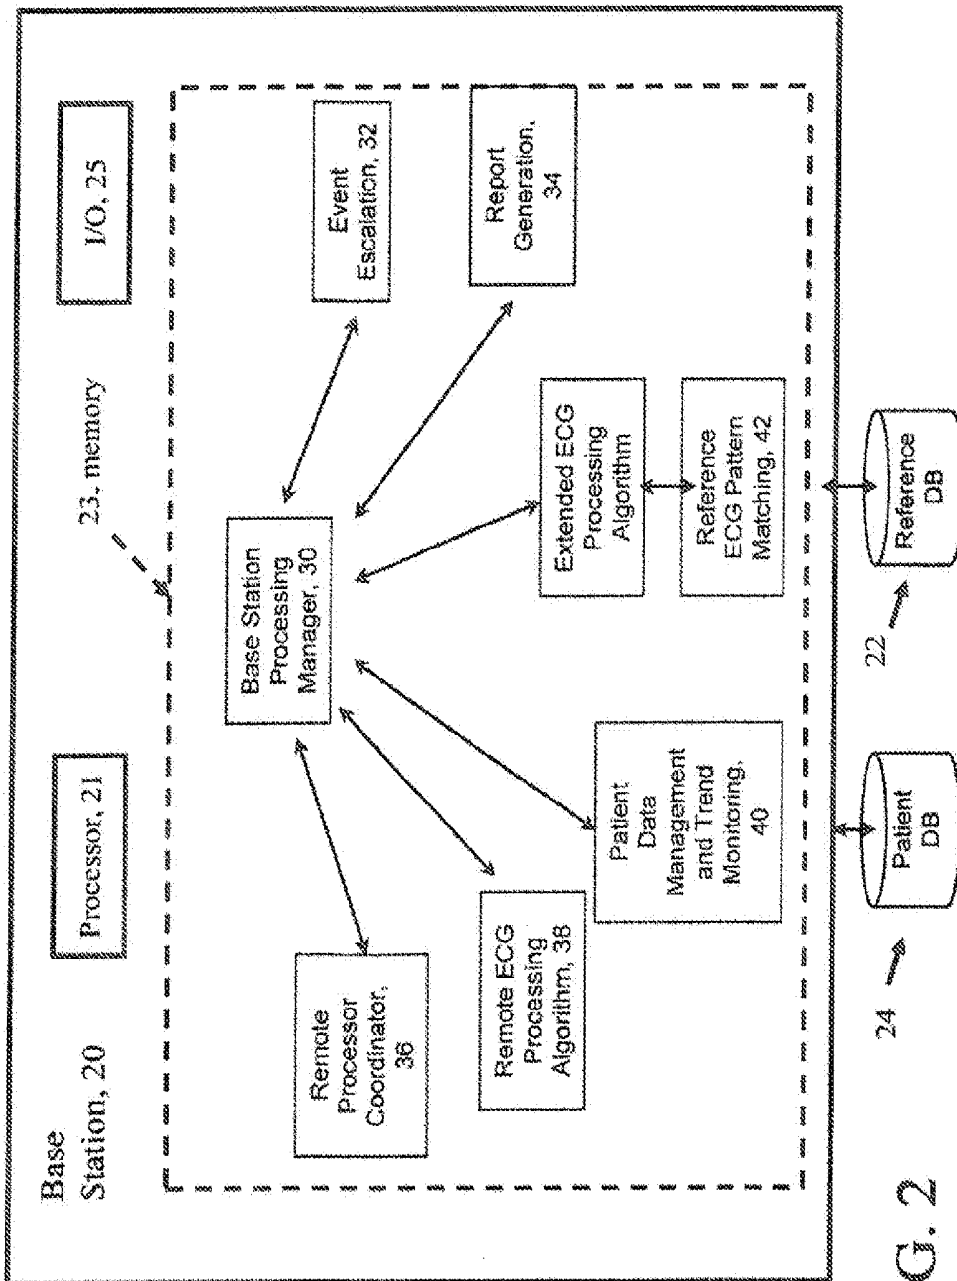 Base
Station, 20
Processor, 21
23, memory
I/O, 25
Base Station
Processing
Manager, 30
Event
Escalation, 32
Report
Generation,
34
Remote
Processor
Coordinator,
36
Remote ECG
Processing
Algorithm, 38
Patient
Data
Management
and Trend
Monitoring,
40
Extended ECG
Processing
Algorithm
Reference
ECG Pattern
Matching, 42
24
Patient
DB
22
Reference
DB
G. 2